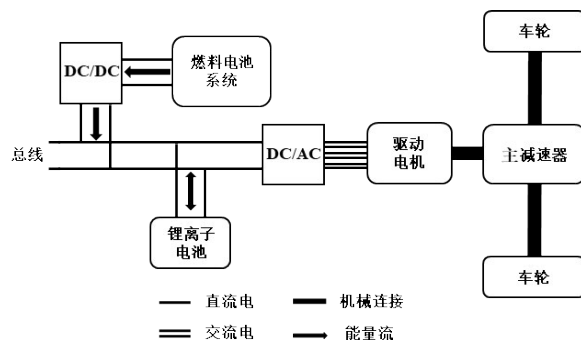 车轮
DC/DC
燃料电池
系统
总线
DC/AC
驱动
电机
主减速器
锂离子
电池
车轮
直流电
机械连接
交流电
能量流